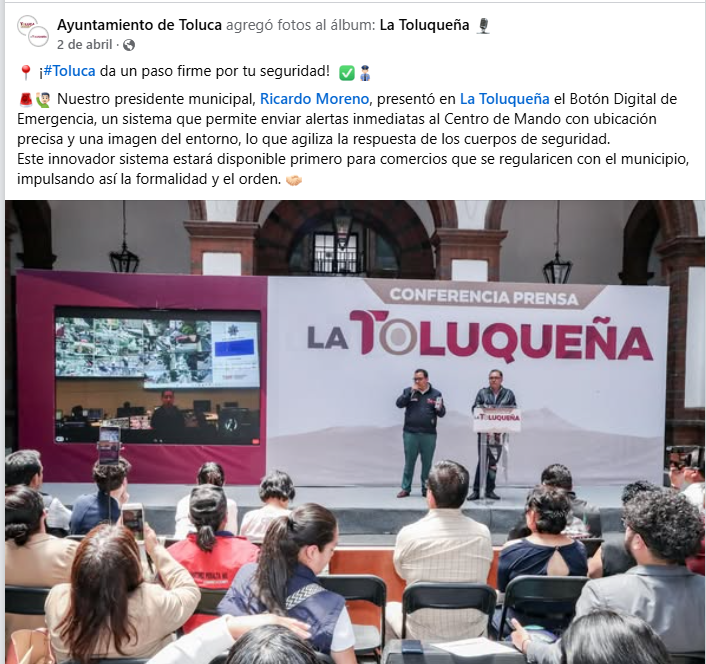 Ayuntamiento de Toluca agregó fotos al álbum: La Toluqueña 🎙️
2 de abril ·
📍 ¡#Toluca da un paso firme por tu seguridad! ✅👮
Nuestro presidente municipal, Ricardo Moreno, presentó en La Toluqueña el Botón Digital de
Emergencia, un sistema que permite enviar alertas inmediatas al Centro de Mando con ubicación
precisa y una imagen del entorno, lo que agiliza la respuesta de los cuerpos de seguridad.
Este innovador sistema estará disponible primero para comercios que se regularicen con el municipio,
impulsando así la formalidad y el orden. 🤝🏻
CONFERENCIA PRENSA
LA TOLUQUEÑA
LA TOLUQUEÑA